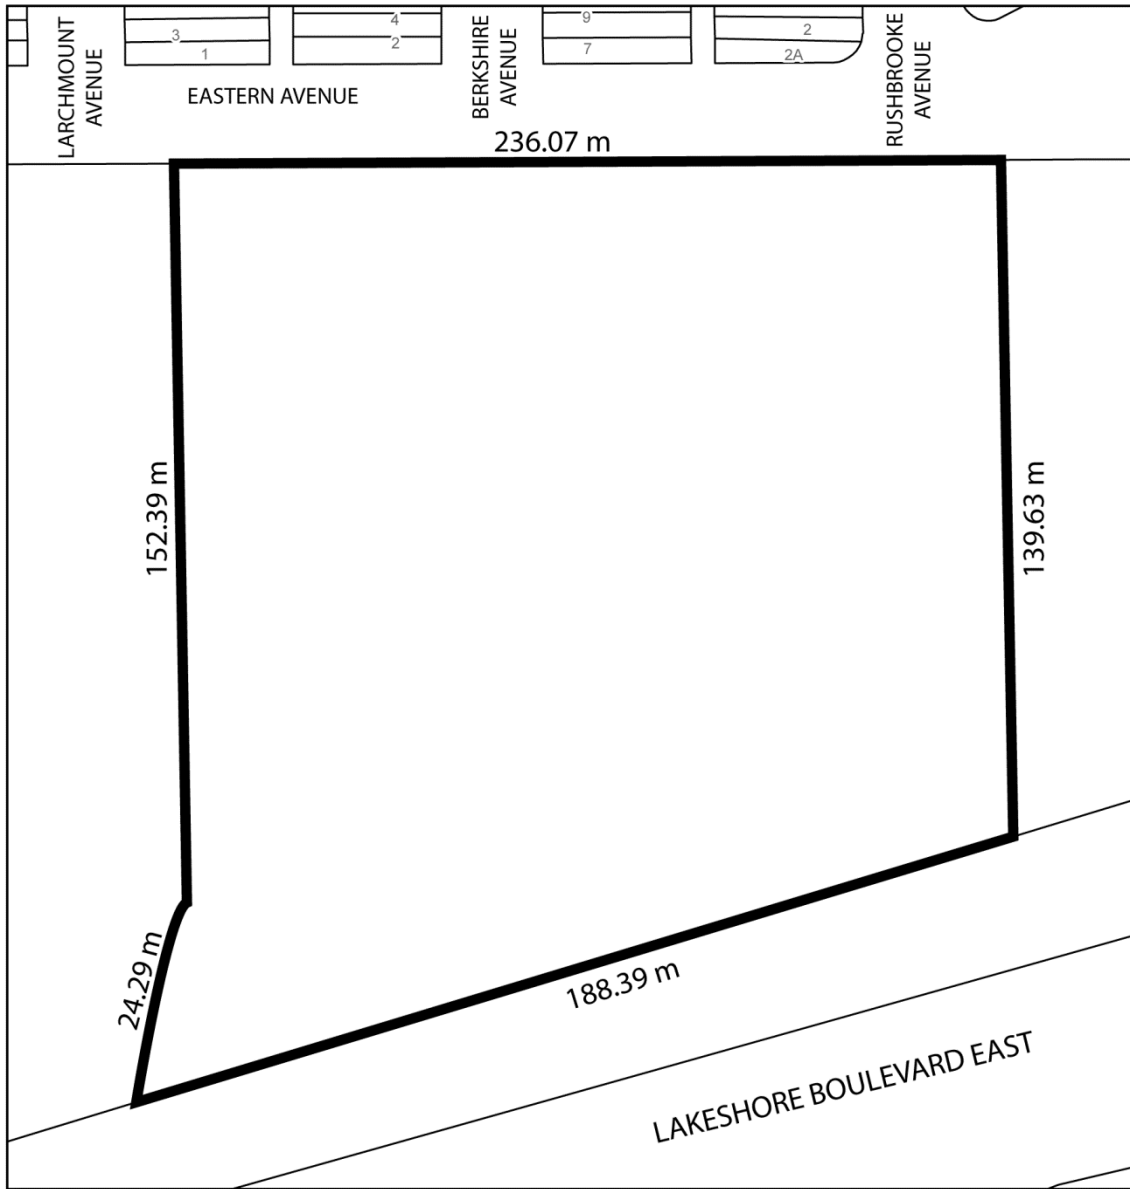 LARCHMOUNT
AVENUE
3
1
4
2
BERKSHIRE
AVENUE
9
7
2
2A
RUSHBROOKE
AVENUE
EASTERN AVENUE
236.07 m
152.39 m
139.63 m
24.29 m
188.39 m
LAKESHORE BOULEVARD EAST